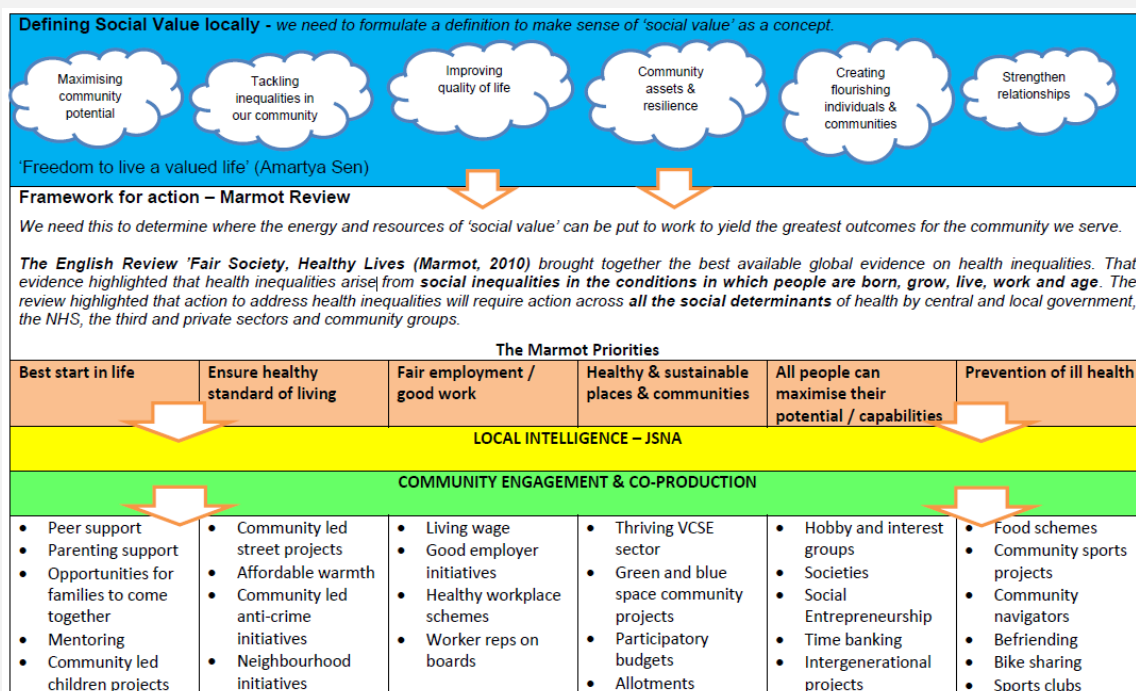 Defining Social Value locally - we need to formulate a definition to make sense of 'social value' as a concept.
Maximising
community
potential
Tackling
inequalities in
our community
Improving
quality of life
Community
assets &
resilience
Creating
flourishing
individuals &
communities
Strengthen
relationships
'Freedom to live a valued life' (Amartya Sen)
Framework for action – Marmot Review
We need this to determine where the energy and resources of 'social value' can be put to work to yield the greatest outcomes for the community we serve.
The English Review 'Fair Society, Healthy Lives (Marmot, 2010) brought together the best available global evidence on health inequalities. That
evidence highlighted that health inequalities arise from social inequalities in the conditions in which people are born, grow, live, work and age. The
review highlighted that action to address health inequalities will require action across all the social determinants of health by central and local government,
the NHS, the third and private sectors and community groups.
The Marmot Priorities
Best start in life
Ensure healthy
standard of living
Fair employment /
good work
Healthy & sustainable
places & communities
All people can
maximise their
potential / capabilities
Prevention of ill health
LOCAL INTELLIGENCE – JSNA
COMMUNITY ENGAGEMENT & CO-PRODUCTION
• Peer support
• Parenting support
• Opportunities for
families to come
together
• Mentoring
• Community led
children projects
• Community led
street projects
• Affordable warmth
• Community led
anti-crime
initiatives
• Neighbourhood
initiatives
• Living wage
• Good employer
initiatives
• Healthy workplace
schemes
• Worker reps on
boards
• Thriving VCSE
sector
• Green and blue
space community
projects
• Participatory
budgets
• Allotments
• Hobby and interest
groups
• Societies
• Social
Entrepreneurship
• Time banking
• Intergenerational
projects
• Food schemes
• Community sports
projects
• Community
navigators
• Befriending
• Bike sharing
• Sports clubs